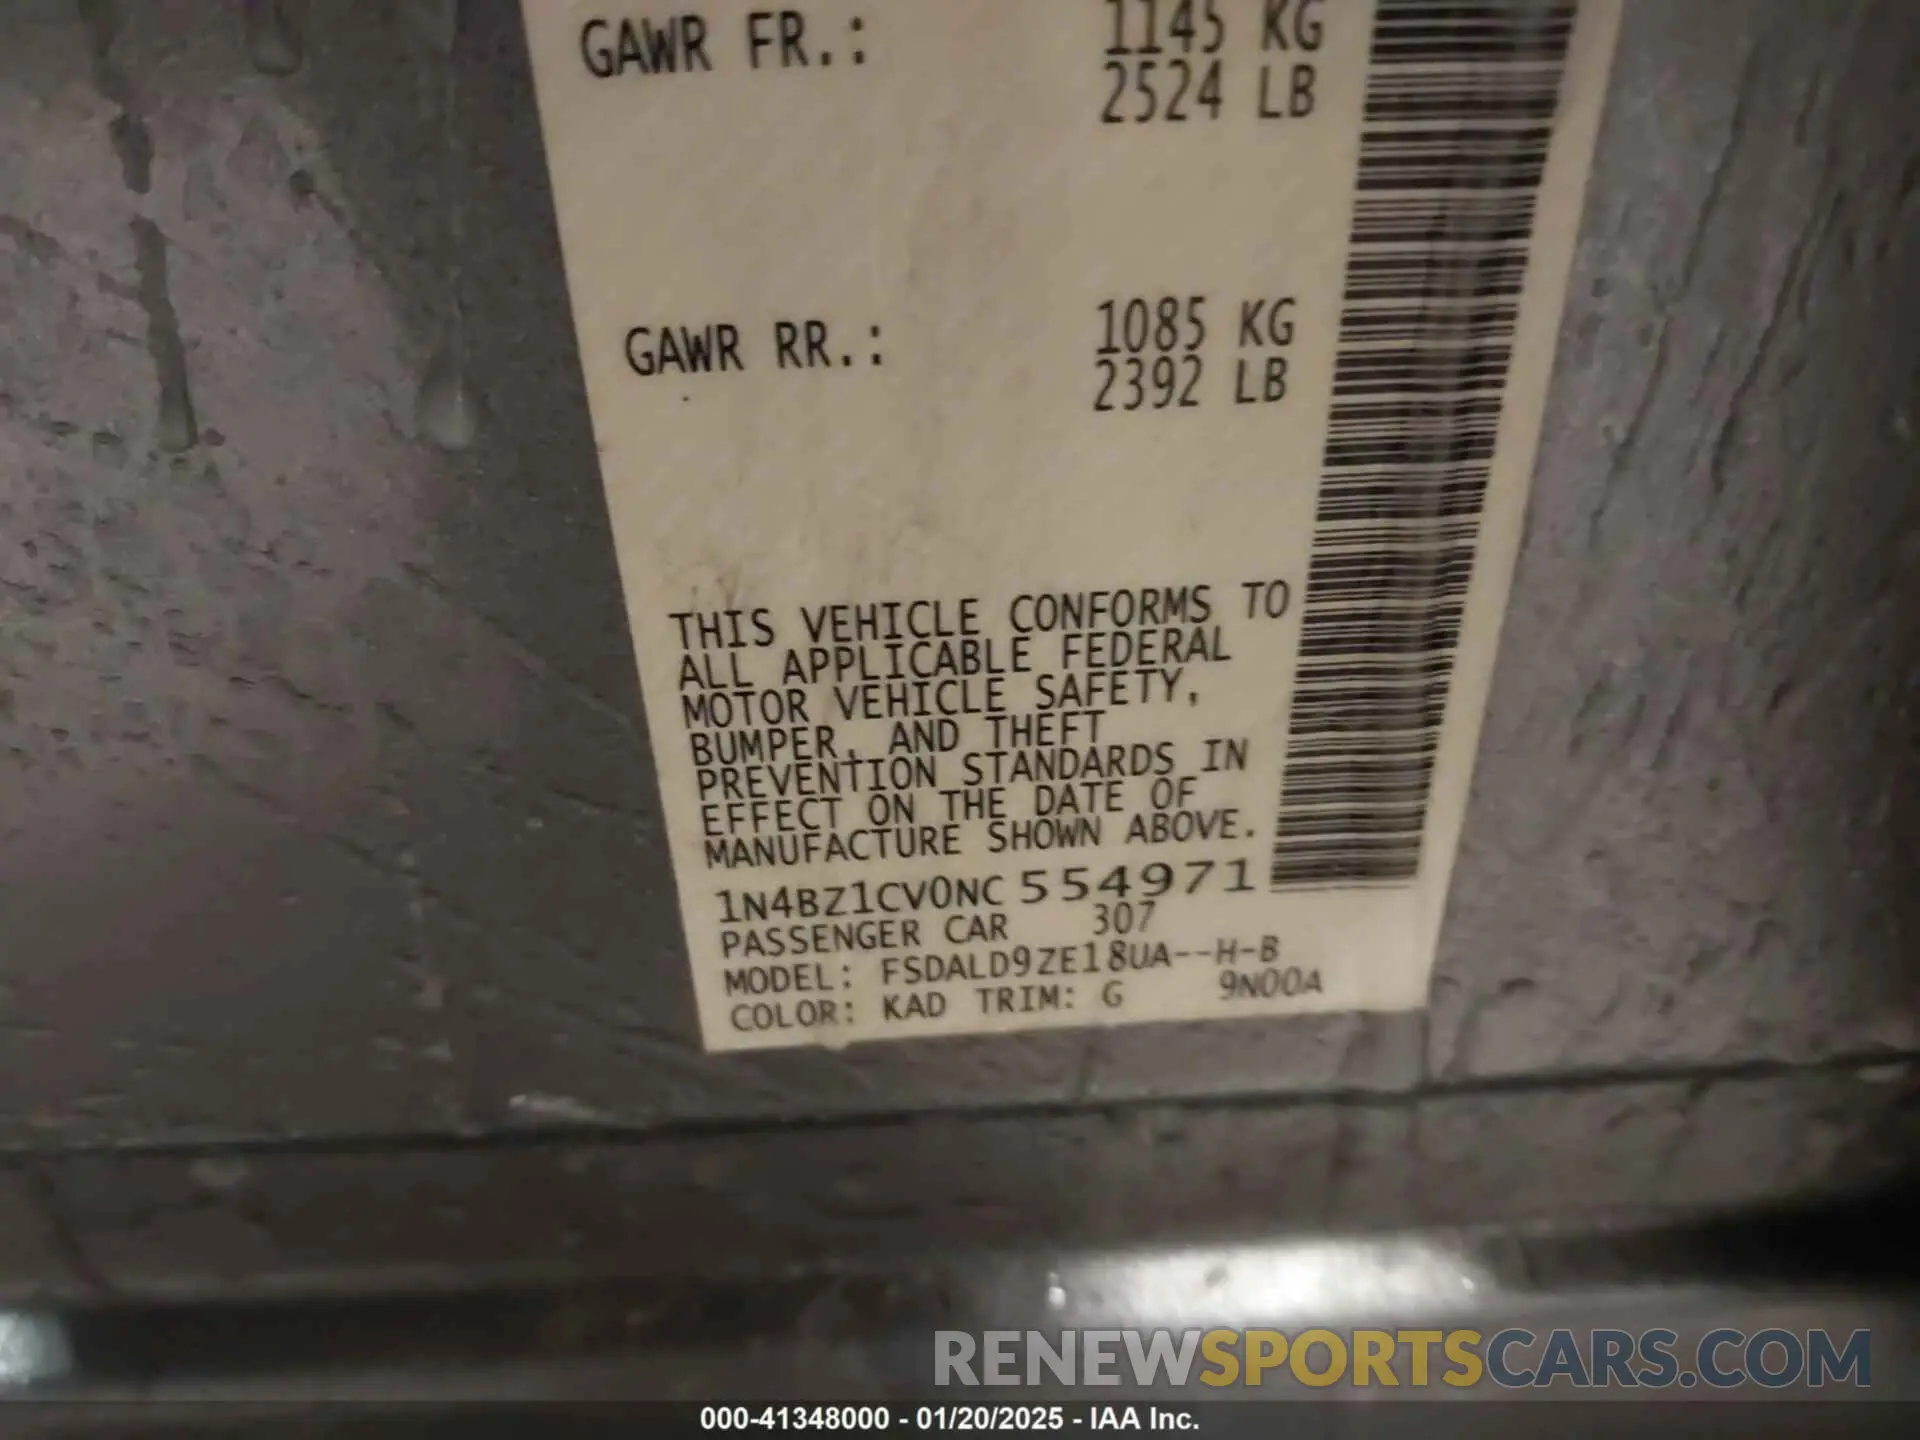 GAWR FR.: 1145 KG
2524 LB
GAWR RR.: 1085 KG
2392 LB
THIS VEHICLE CONFORMS TO
ALL APPLICABLE FEDERAL
MOTOR VEHICLE SAFETY,
BUMPER, AND THEFT
PREVENTION STANDARDS IN
EFFECT ON THE DATE OF
MANUFACTURE SHOWN ABOVE.
1N4BZ1CV0NC 554971
PASSENGER CAR 307
MODEL: FSDALD9ZE18UA--H-B
COLOR: KAD TRIM: G 9N00A
RENEWSPORTSCARS.COM
000-41348000 - 01/20/2025 - IAA Inc.